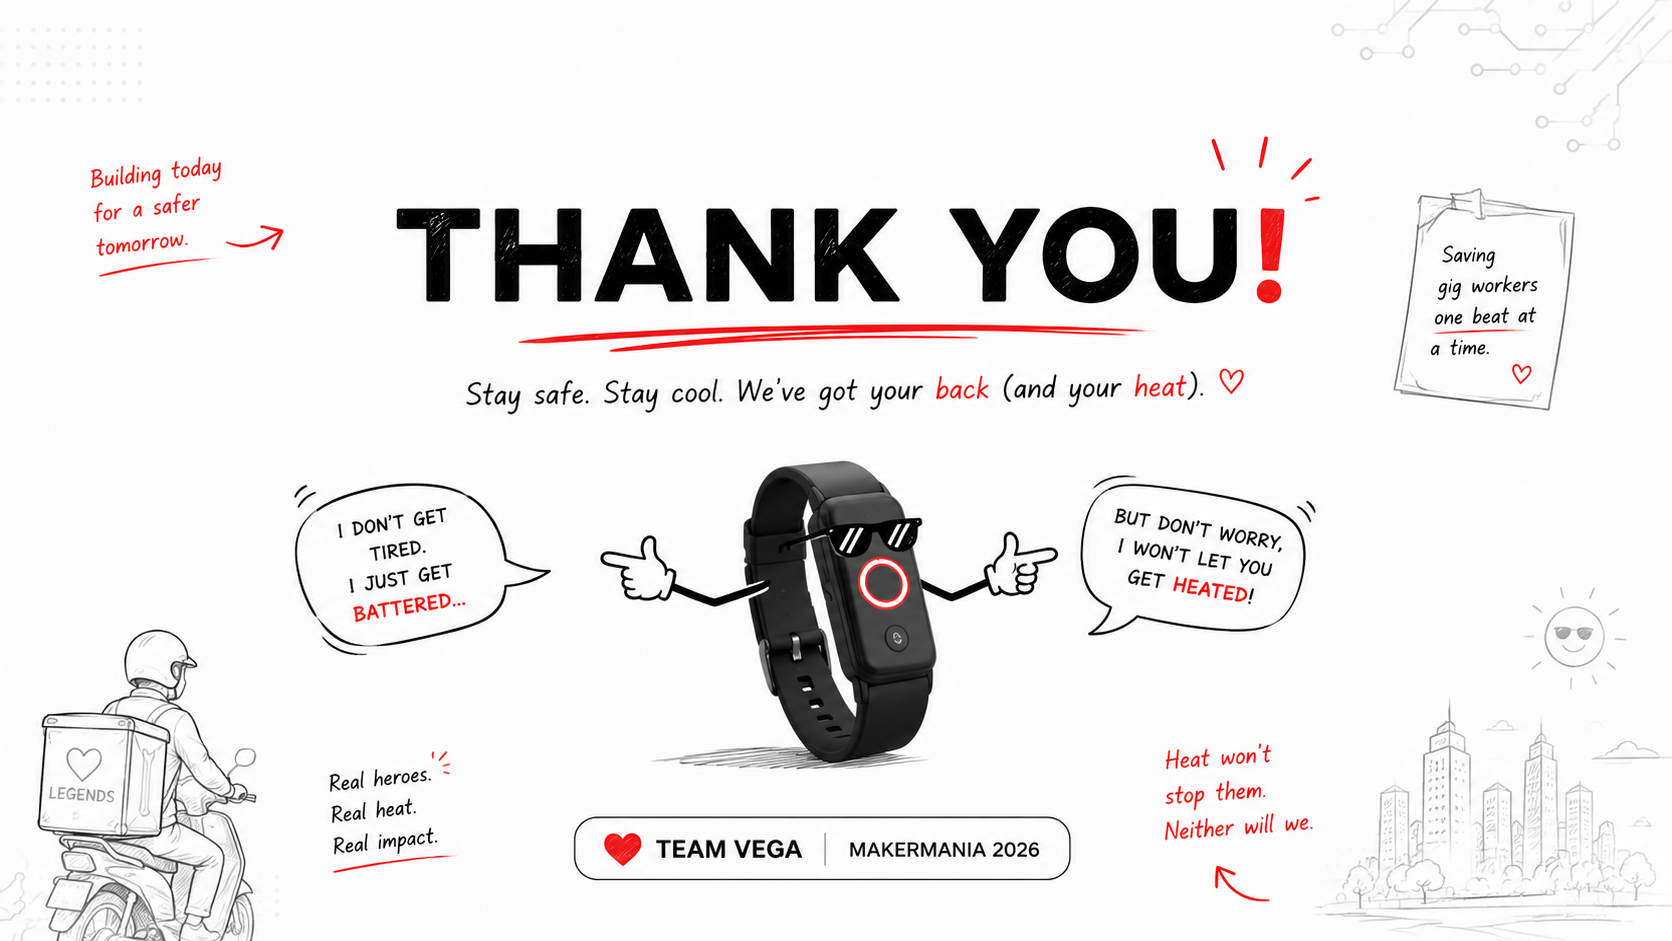 Building today
for a safer
tomorrow.
THANK YOU!
Saving
gig workers
one beat at
a time.
Stay safe. Stay cool. We've got your back (and your heat).
I DON'T GET
TIRED.
I JUST GET
BATTERED...
BUT DON'T WORRY,
I WON'T LET YOU
GET HEATED!
LEGENDS
Real heroes.
Real heat.
Real impact.
Heat won't
stop them.
Neither will we.
TEAM VEGA | MAKERMANIA 2026